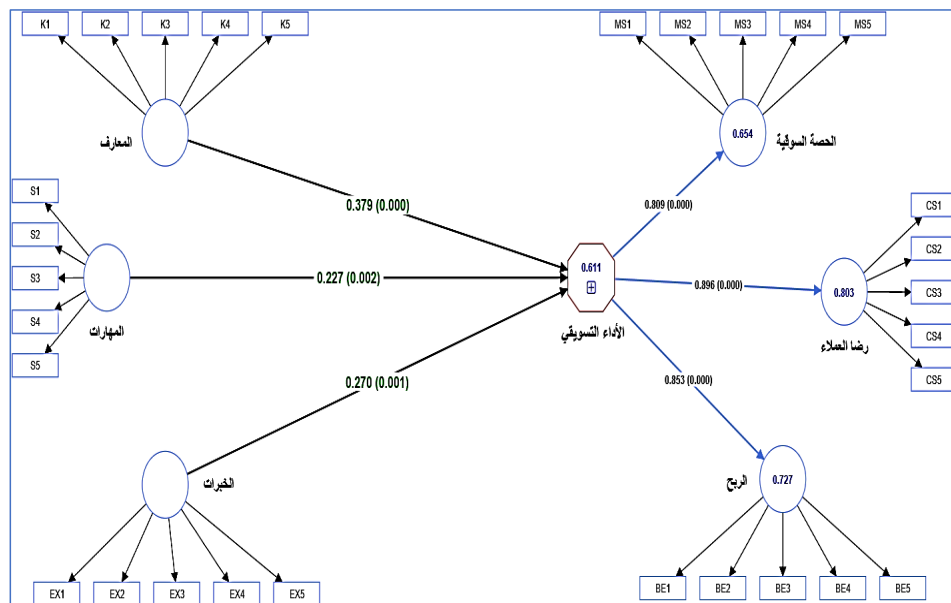 K1 K2 K3 K4 K5
MS1 MS2 MS3 MS4 MS5
0.654
المعارف
الحصة السوقية
S1
S2
S3
S4
S5
المهارات
0.379 (0.000)
0.227 (0.002)
0.270 (0.001)
0.611
الأداء التسويقي
0.809 (0.000)
0.896 (0.000)
0.853 (0.000)
CS1
CS2
CS3
CS4
CS5
0.803
رضا العملاء
الخبرات
الربح
0.727
EX1 EX2 EX3 EX4 EX5
BE1 BE2 BE3 BE4 BE5